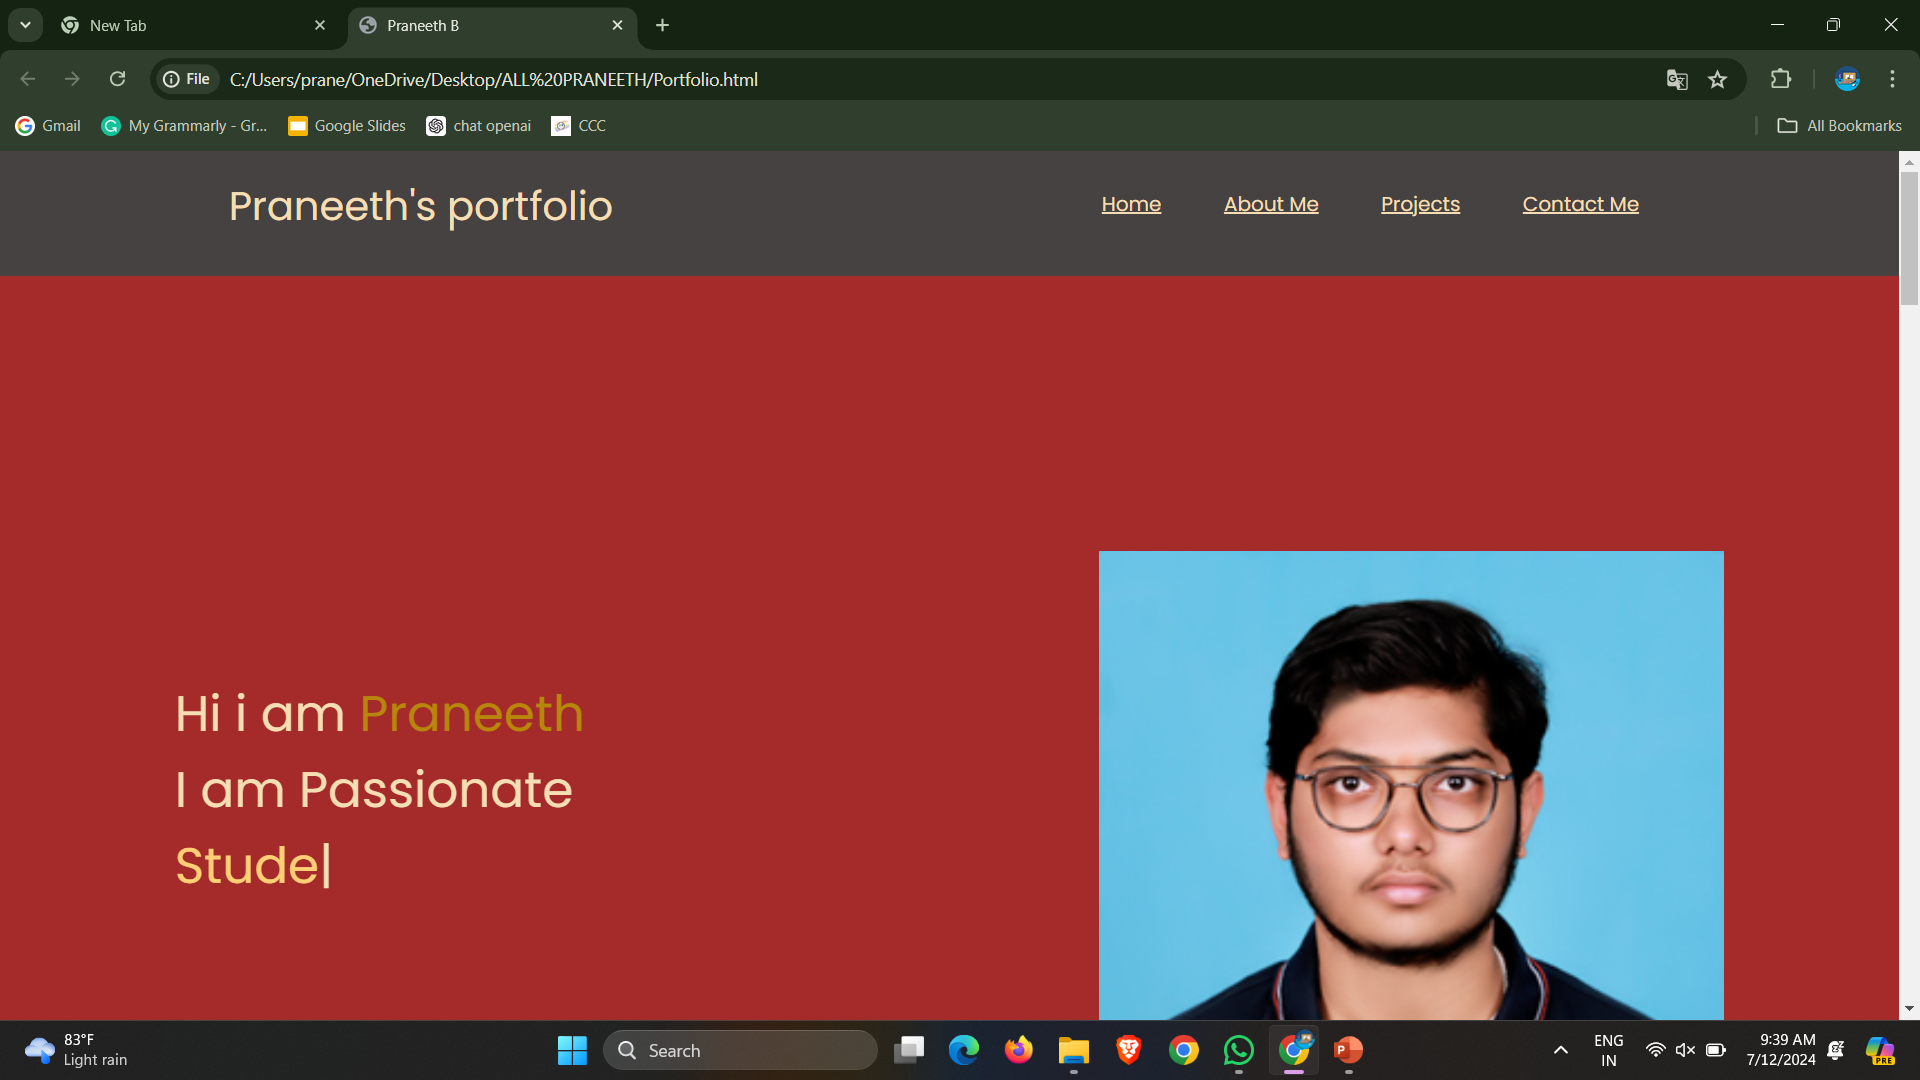 New Tab
Praneeth B
File
C:/Users/prane/OneDrive/Desktop/ALL%20PRANEETH/Portfolio.html
Gmail
My Grammarly - Gr...
Google Slides
chat openai
CCC
All Bookmarks
Praneeth's portfolio
Home
About Me
Projects
Contact Me
Hi i am Praneeth
I am Passionate
Stude|
83°F
Light rain
Search
ENG
IN
9:39 AM
7/12/2024
PRE